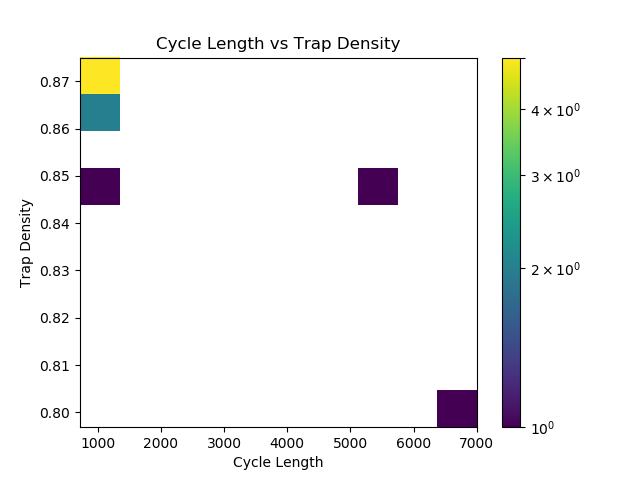 Cycle Length vs Trap Density
Trap Density
0.87
0.86
0.85
0.84
0.83
0.82
0.81
0.80
1000 2000 3000 4000 5000 6000 7000
Cycle Length
4 × 10⁰
3 × 10⁰
2 × 10⁰
10⁰